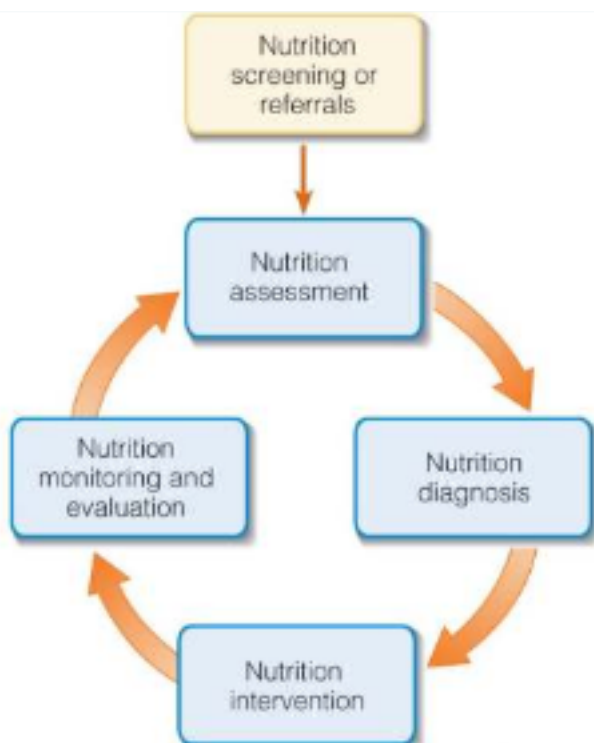 Nutrition
screening or
referrals
Nutrition
assessment
Nutrition
diagnosis
Nutrition
intervention
Nutrition
monitoring and
evaluation